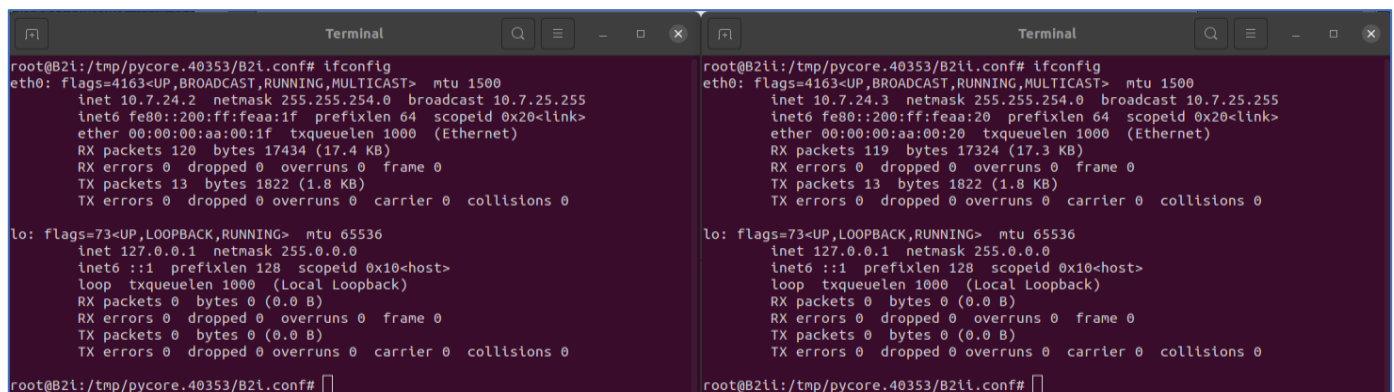 Terminal
root@B2i:/tmp/pycore.40353/B2i.conf# ifconfig
eth0: flags=4163<UP,BROADCAST,RUNNING,MULTICAST>  mtu 1500
        inet 10.7.24.2  netmask 255.255.254.0  broadcast 10.7.25.255
        inet6 fe80::200:ff:feaa:1f  prefixlen 64  scopeid 0x20<link>
        ether 00:00:00:aa:00:1f  txqueuelen 1000  (Ethernet)
        RX packets 120  bytes 17434 (17.4 KB)
        RX errors 0  dropped 0  overruns 0  frame 0
        TX packets 13  bytes 1822 (1.8 KB)
        TX errors 0  dropped 0 overruns 0  carrier 0  collisions 0

lo: flags=73<UP,LOOPBACK,RUNNING>  mtu 65536
        inet 127.0.0.1  netmask 255.0.0.0
        inet6 ::1  prefixlen 128  scopeid 0x10<host>
        loop  txqueuelen 1000  (Local Loopback)
        RX packets 0  bytes 0 (0.0 B)
        RX errors 0  dropped 0  overruns 0  frame 0
        TX packets 0  bytes 0 (0.0 B)
        TX errors 0  dropped 0 overruns 0  carrier 0  collisions 0

root@B2i:/tmp/pycore.40353/B2i.conf#
Terminal
root@B2ii:/tmp/pycore.40353/B2ii.conf# ifconfig
eth0: flags=4163<UP,BROADCAST,RUNNING,MULTICAST>  mtu 1500
        inet 10.7.24.3  netmask 255.255.254.0  broadcast 10.7.25.255
        inet6 fe80::200:ff:feaa:20  prefixlen 64  scopeid 0x20<link>
        ether 00:00:00:aa:00:20  txqueuelen 1000  (Ethernet)
        RX packets 119  bytes 17324 (17.3 KB)
        RX errors 0  dropped 0  overruns 0  frame 0
        TX packets 13  bytes 1822 (1.8 KB)
        TX errors 0  dropped 0 overruns 0  carrier 0  collisions 0

lo: flags=73<UP,LOOPBACK,RUNNING>  mtu 65536
        inet 127.0.0.1  netmask 255.0.0.0
        inet6 ::1  prefixlen 128  scopeid 0x10<host>
        loop  txqueuelen 1000  (Local Loopback)
        RX packets 0  bytes 0 (0.0 B)
        RX errors 0  dropped 0  overruns 0  frame 0
        TX packets 0  bytes 0 (0.0 B)
        TX errors 0  dropped 0 overruns 0  carrier 0  collisions 0

root@B2ii:/tmp/pycore.40353/B2ii.conf#